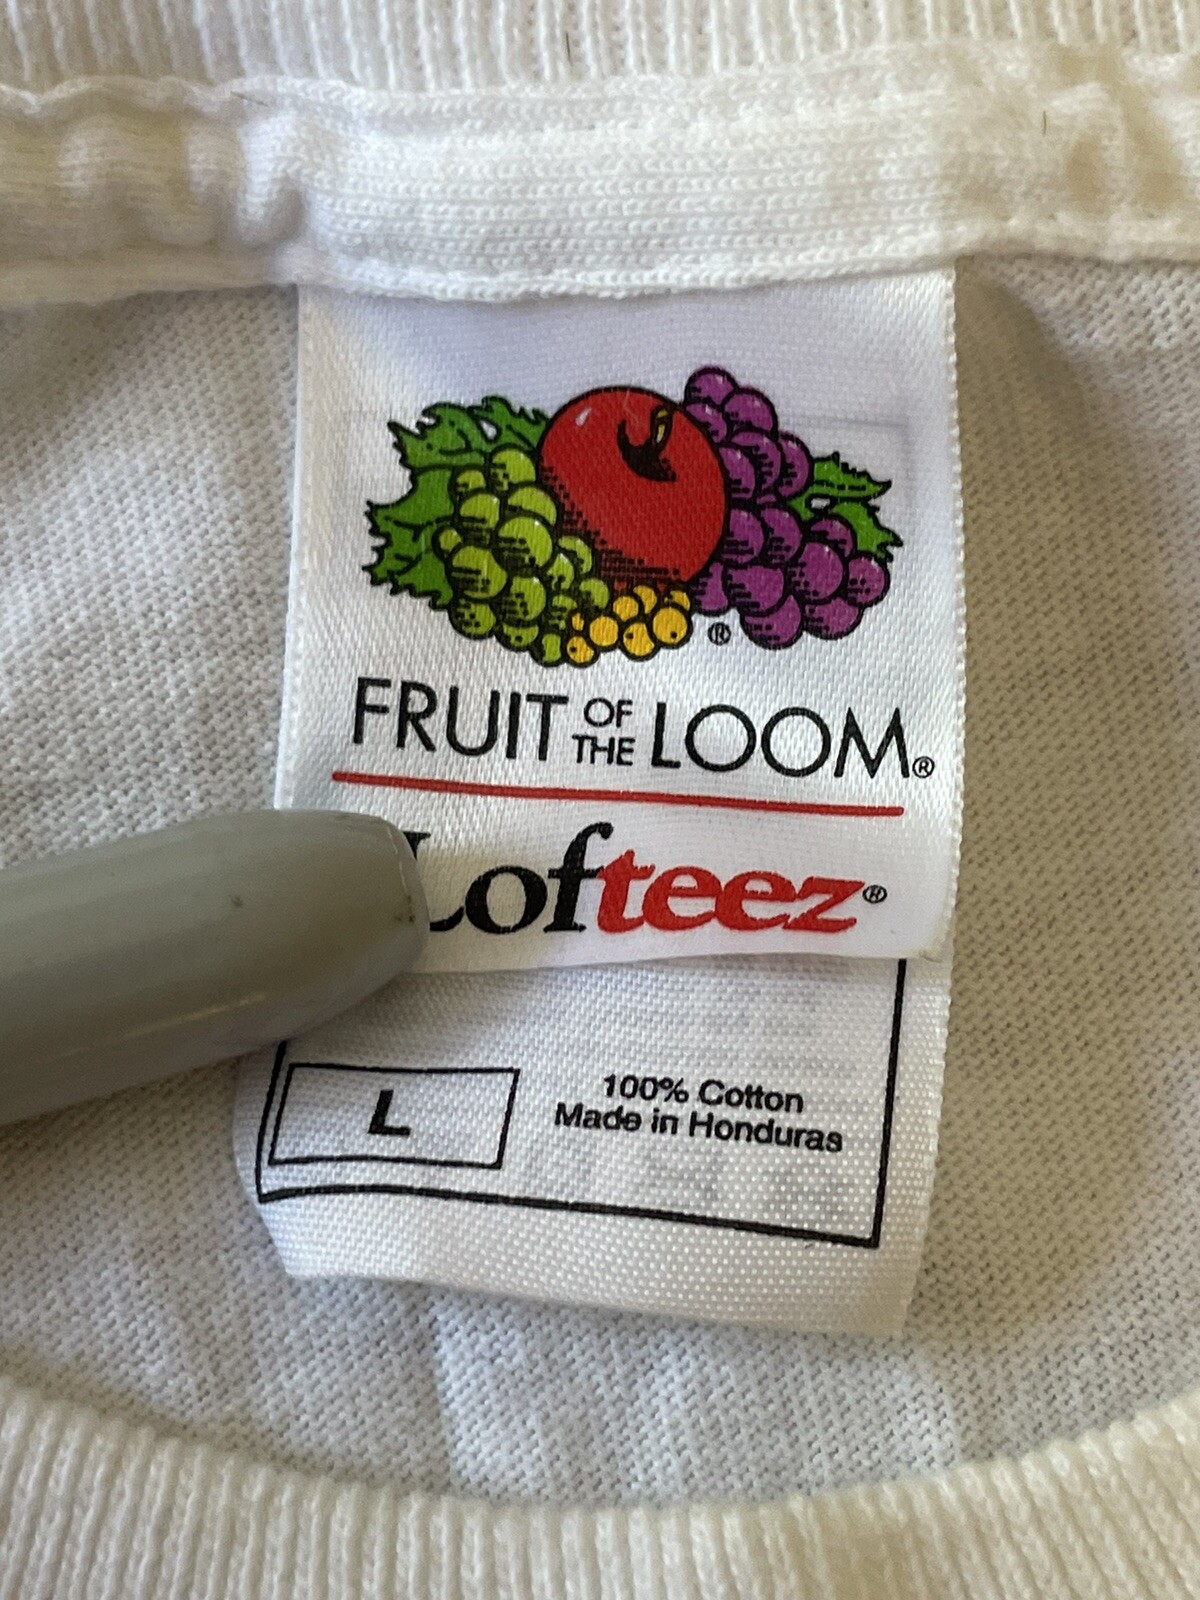 ®
FRUIT OF THE LOOM®
Lofteez®
L
100% Cotton
Made in Honduras